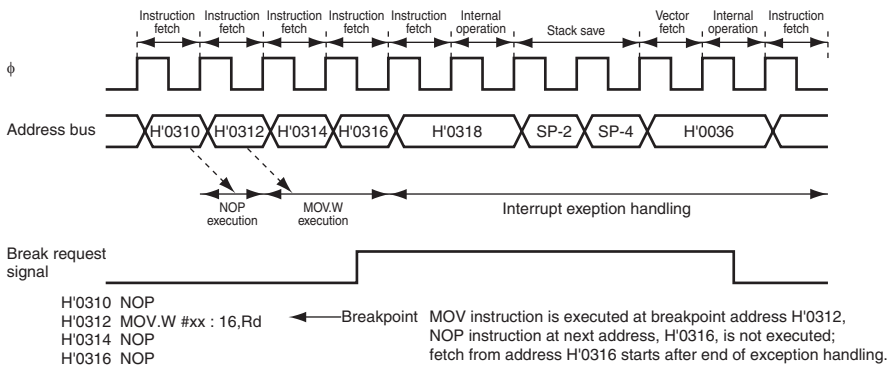 Instruction fetch Instruction fetch Instruction fetch Instruction fetch Instruction fetch Internal operation Stack save Vector fetch Internal operation Instruction fetch
φ
Address bus H'0310 H'0312 H'0314 H'0316 H'0318 SP-2 SP-4 H'0036
NOP execution MOV.W execution Interrupt exeption handling
Break request
signal
H'0310 NOP
H'0312 MOV.W #xx : 16,Rd Breakpoint MOV instruction is executed at breakpoint address H'0312,
H'0314 NOP NOP instruction at next address, H'0316, is not executed;
H'0316 NOP fetch from address H'0316 starts after end of exception handling.